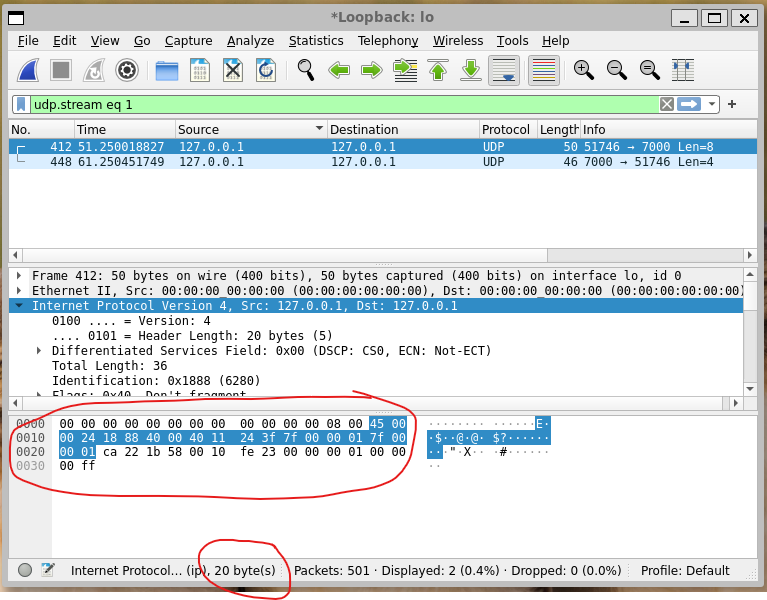 *Loopback: lo
File Edit View Go Capture Analyze Statistics Telephony Wireless Tools Help
udp.stream eq 1
No. Time Source Destination Protocol Length Info
412 51.250018827 127.0.0.1 127.0.0.1 UDP 50 51746 → 7000 Len=8
448 61.250451749 127.0.0.1 127.0.0.1 UDP 46 7000 → 51746 Len=4
Frame 412: 50 bytes on wire (400 bits), 50 bytes captured (400 bits) on interface lo, id 0
Ethernet II, Src: 00:00:00_00:00:00 (00:00:00:00:00:00), Dst: 00:00:00_00:00:00 (00:00:00:00:00:00)
Internet Protocol Version 4, Src: 127.0.0.1, Dst: 127.0.0.1
0100 .... = Version: 4
.... 0101 = Header Length: 20 bytes (5)
Differentiated Services Field: 0x00 (DSCP: CS0, ECN: Not-ECT)
Total Length: 36
Identification: 0x1888 (6280)
Flags: 0x40, Don't fragment
0000 00 00 00 00 00 00 00 00 00 00 00 00 08 00 45 00 ········ ······E·
0010 00 24 18 88 40 00 40 11 24 3f 7f 00 00 01 7f 00 ·$··@·@· $?······
0020 00 01 ca 22 1b 58 00 10 fe 23 00 00 00 01 00 00 ···"·X·· ·#······
0030 00 ff ··
Internet Protocol... (ip), 20 byte(s) Packets: 501 · Displayed: 2 (0.4%) · Dropped: 0 (0.0%) Profile: Default